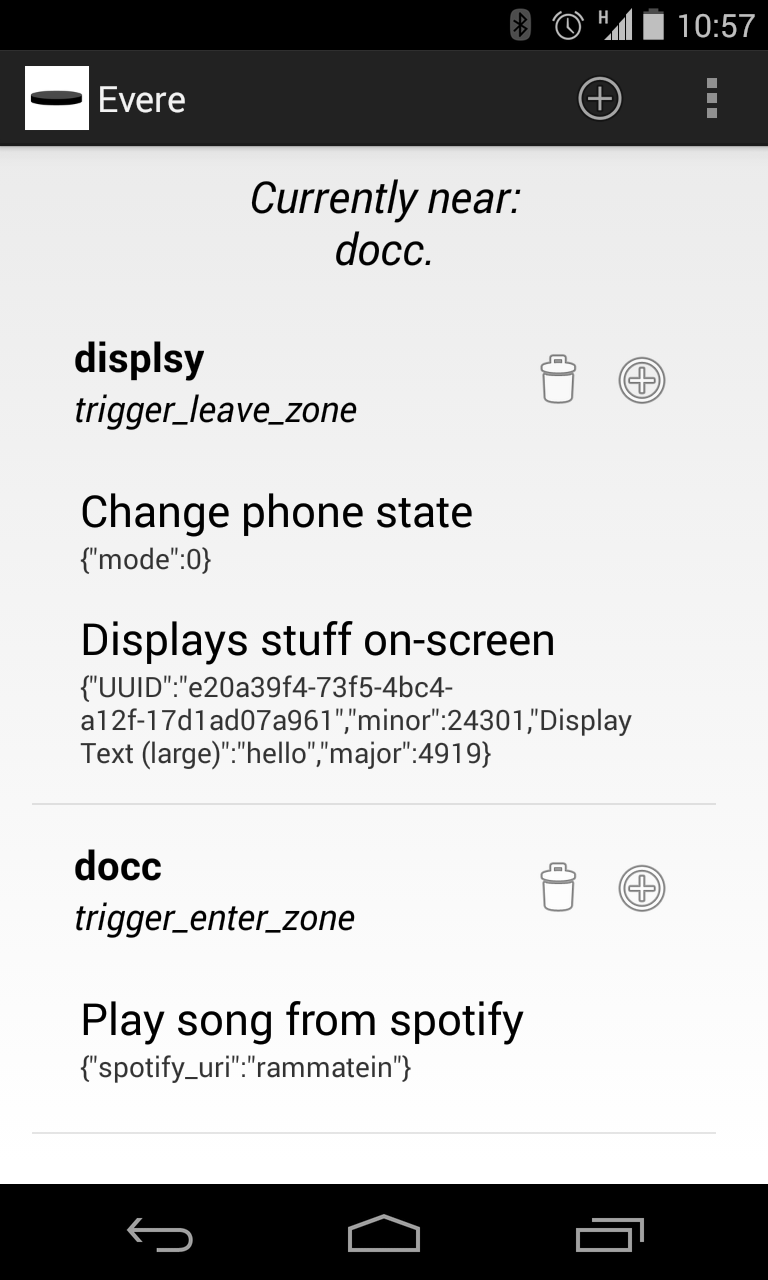 H 10:57
Evere
Currently near:
docc.
displsy
trigger_leave_zone
Change phone state
{"mode":0}
Displays stuff on-screen
{"UUID":"e20a39f4-73f5-4bc4-
a12f-17d1ad07a961","minor":24301,"Display
Text (large)":"hello","major":4919}
docc
trigger_enter_zone
Play song from spotify
{"spotify_uri":"rammatein"}